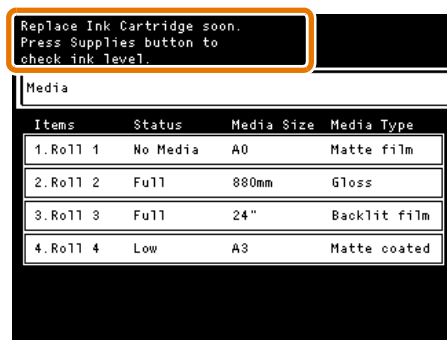 Replace Ink Cartridge soon.
Press Supplies button to
check ink level.
Media
Items Status Media Size Media Type
1.Roll 1 No Media A0 Matte film
2.Roll 2 Full 880mm Gloss
3.Roll 3 Full 24" Backlit film
4.Roll 4 Low A3 Matte coated